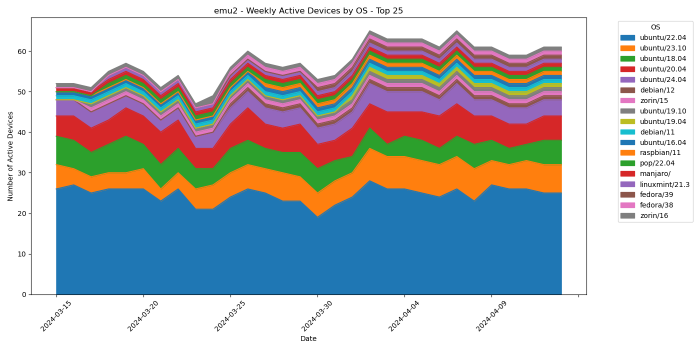 emu2 - Weekly Active Devices by OS - Top 25
Number of Active Devices
60
50
40
30
20
10
0
2024-03-15
2024-03-20
2024-03-25
2024-03-30
2024-04-04
2024-04-09
Date
OS
ubuntu/22.04
ubuntu/23.10
ubuntu/18.04
ubuntu/20.04
ubuntu/24.04
debian/12
zorin/15
ubuntu/19.10
ubuntu/19.04
debian/11
ubuntu/16.04
raspbian/11
pop/22.04
manjaro/
linuxmint/21.3
fedora/39
fedora/38
zorin/16